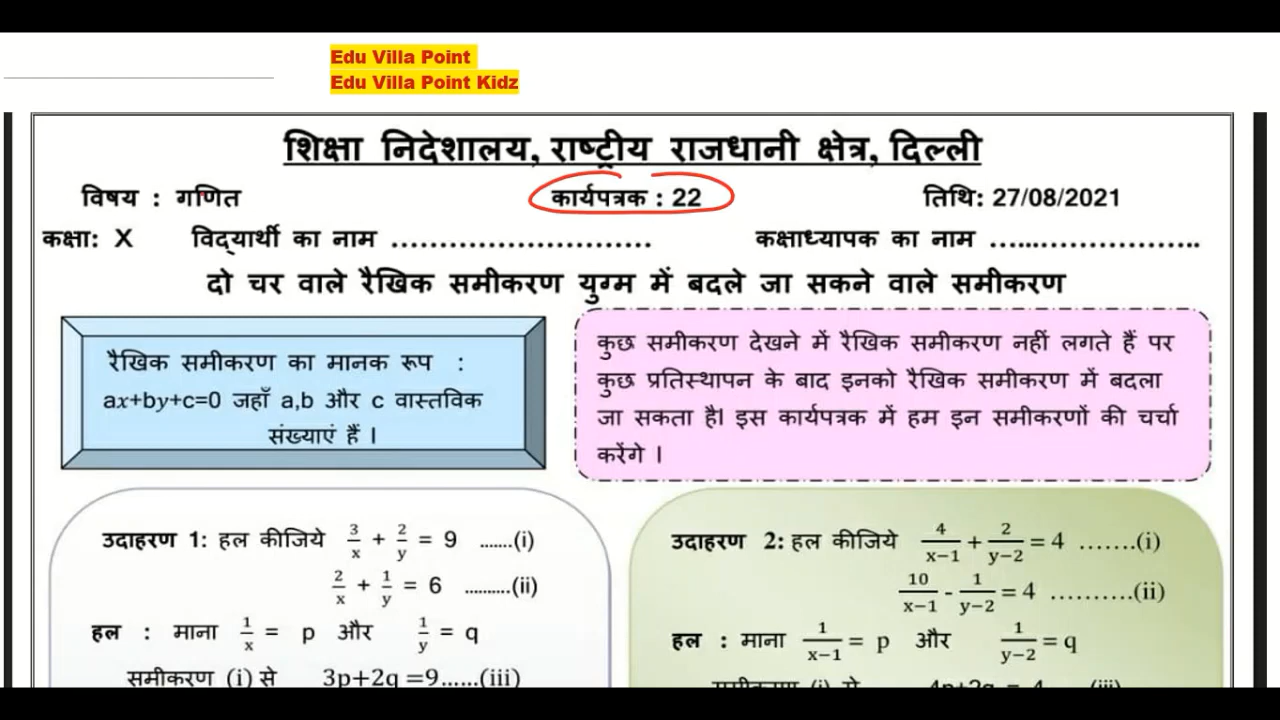 Edu Villa Point
Edu Villa Point Kidz
शिक्षा निदेशालय, राष्ट्रीय राजधानी क्षेत्र, दिल्ली
विषय : गणित कार्यपत्रक : 22 तिथि: 27/08/2021
कक्षा: X विद्यार्थी का नाम ……………………… कक्षाध्यापक का नाम …...……………..
दो चर वाले रैखिक समीकरण युग्म में बदले जा सकने वाले समीकरण
रैखिक समीकरण का मानक रूप :
ax+by+c=0 जहाँ a,b और c वास्तविक
संख्याएं हैं ।
कुछ समीकरण देखने में रैखिक समीकरण नहीं लगते हैं पर
कुछ प्रतिस्थापन के बाद इनको रैखिक समीकरण में बदला
जा सकता है। इस कार्यपत्रक में हम इन समीकरणों की चर्चा
करेंगे ।
उदाहरण 1: हल कीजिये 3/x + 2/y = 9 .......(i)
2/x + 1/y = 6 ..........(ii)
हल : माना 1/x = p और 1/y = q
समीकरण (i) से 3p+2q =9......(iii)
उदाहरण 2: हल कीजिये 4/(x−1) + 2/(y−2) = 4 …….(i)
10/(x−1) - 1/(y−2) = 4 ……….(ii)
हल : माना 1/(x−1) = p और 1/(y−2) = q